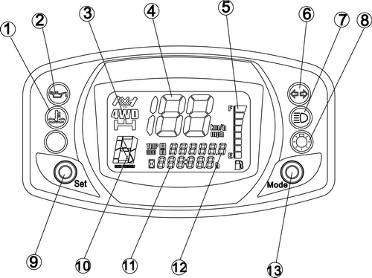 ① ② ③ ④ ⑤ ⑥ ⑦ ⑧
4WD
188
km/h
mph
F
E
Set
Mode
⑨ ⑩ ⑪ ⑫ ⑬